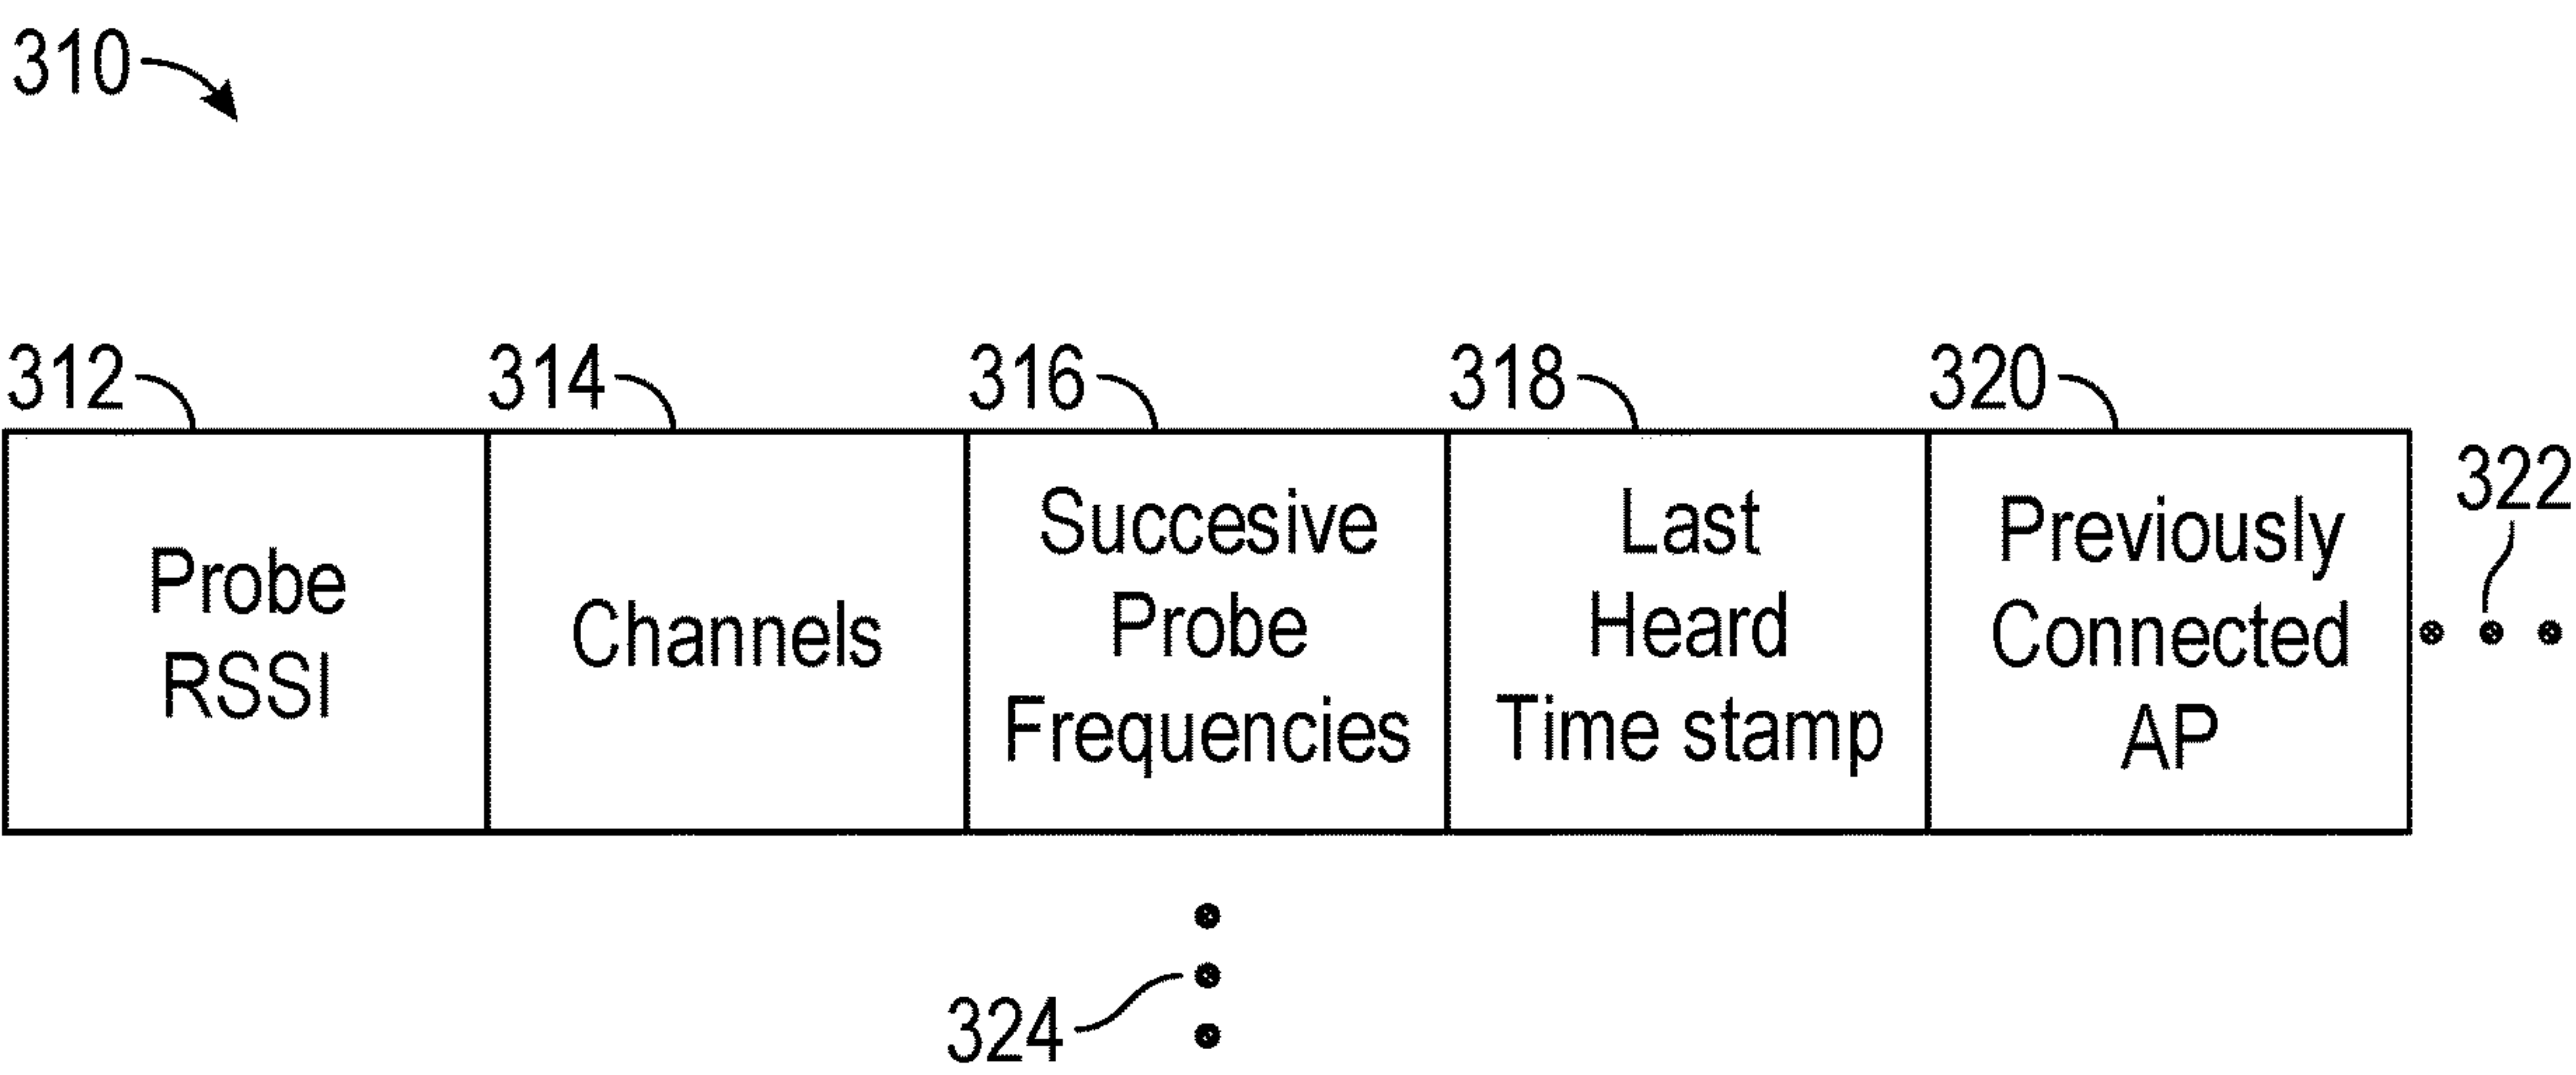 310
312
314
316
318
320
Probe
RSSI
Channels
Succesive
Probe
Frequencies
Last
Heard
Time stamp
Previously
Connected
AP
322
324